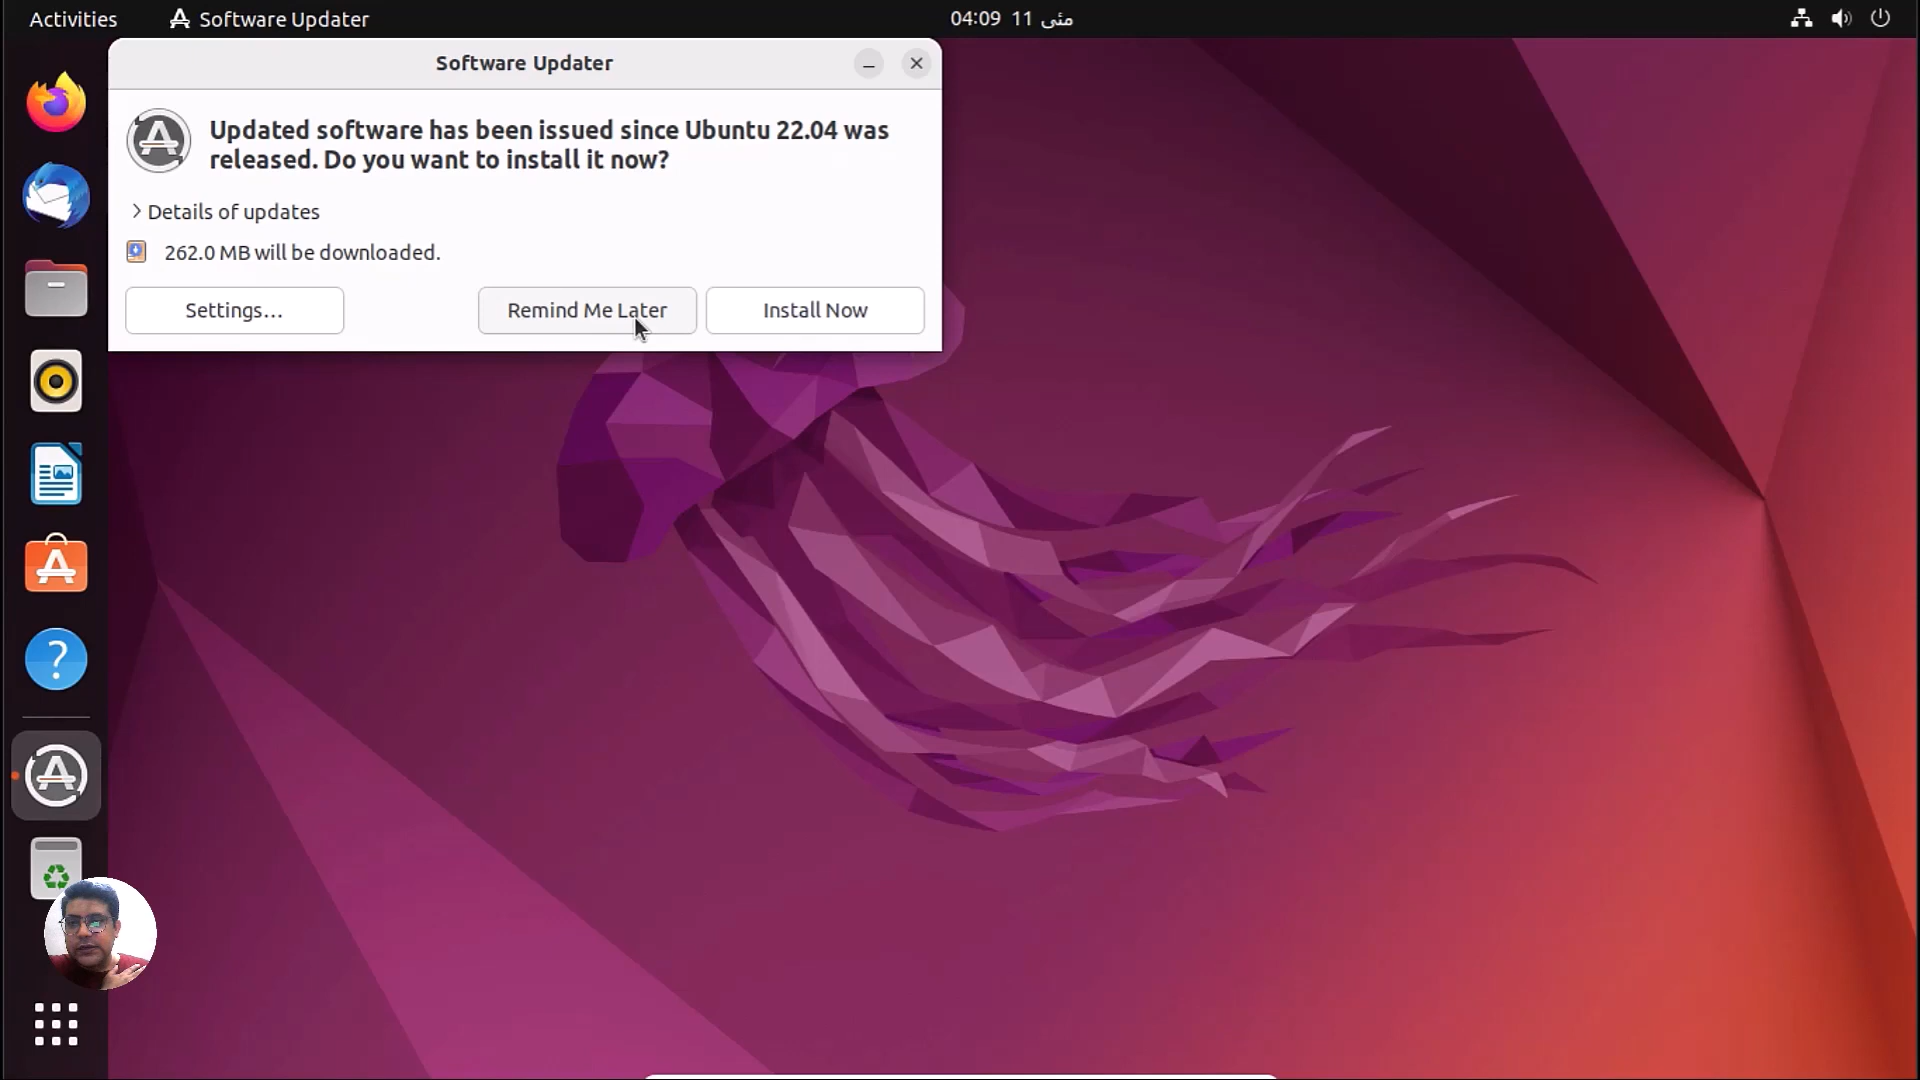 Activities
Software Updater
04:09 11 مئی
Software Updater
Updated software has been issued since Ubuntu 22.04 was
released. Do you want to install it now?
Details of updates
262.0 MB will be downloaded.
Settings...
Remind Me Later
Install Now